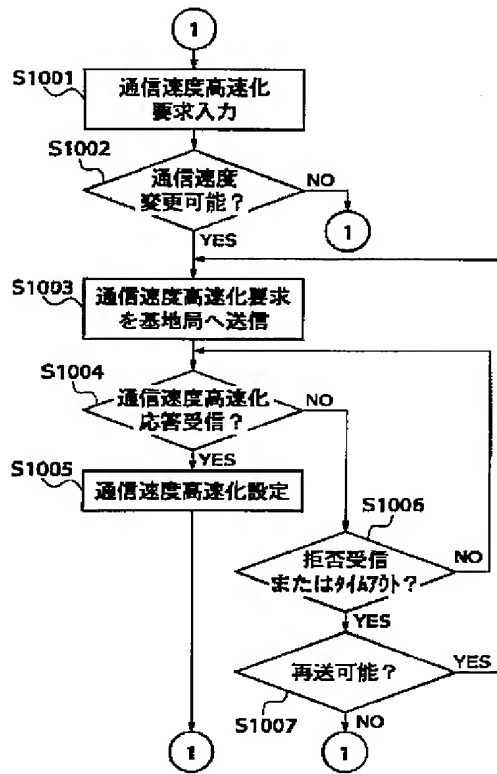 1
S1001
通信速度高速化
要求入力
S1002
通信速度
変更可能？
NO
1
YES
S1003
通信速度高速化要求
を基地局へ送信
S1004
通信速度高速化
応答受信？
NO
YES
S1005
通信速度高速化設定
S1006
拒否受信
またはﾀｲﾑｱｳﾄ？
NO
YES
再送可能？
YES
S1007
NO
1
1